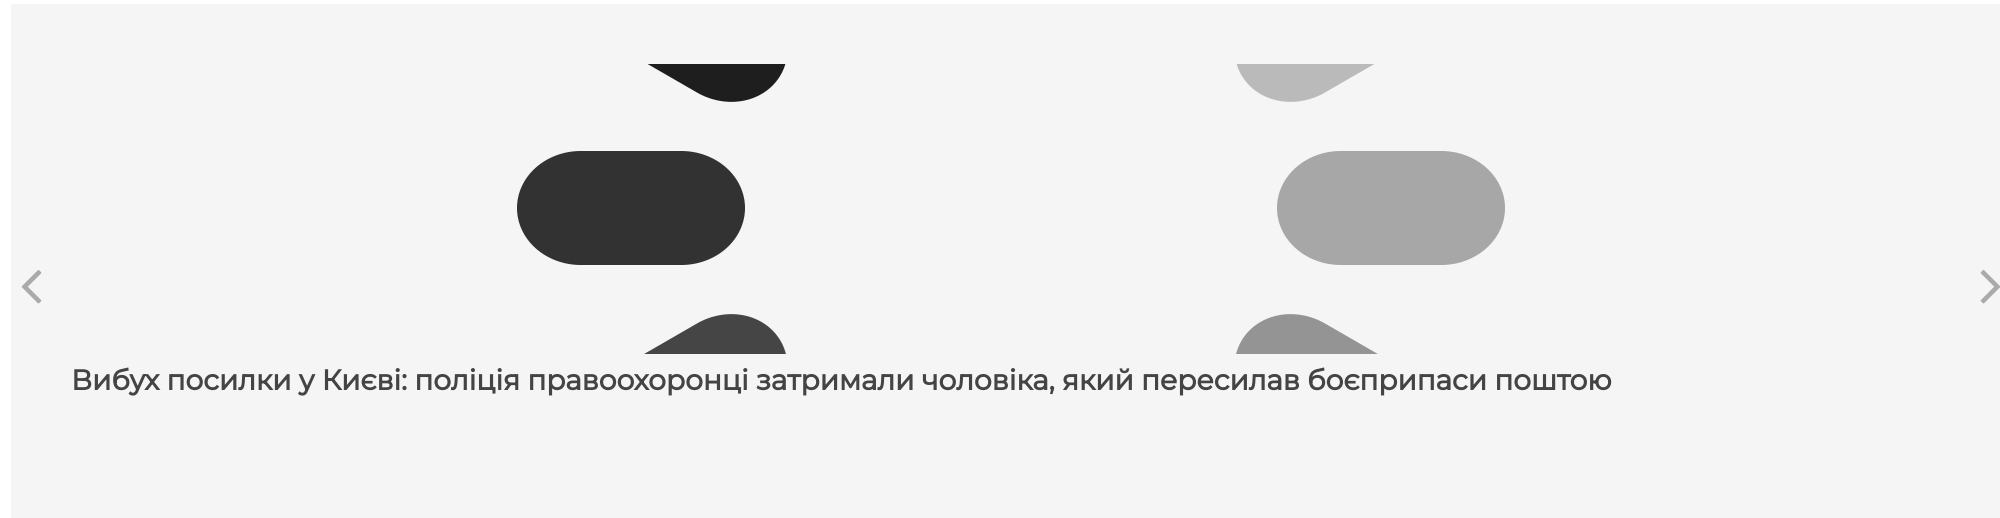 Вибух посилки у Києві: поліція правоохоронці затримали чоловіка, який пересилав боєприпаси поштою